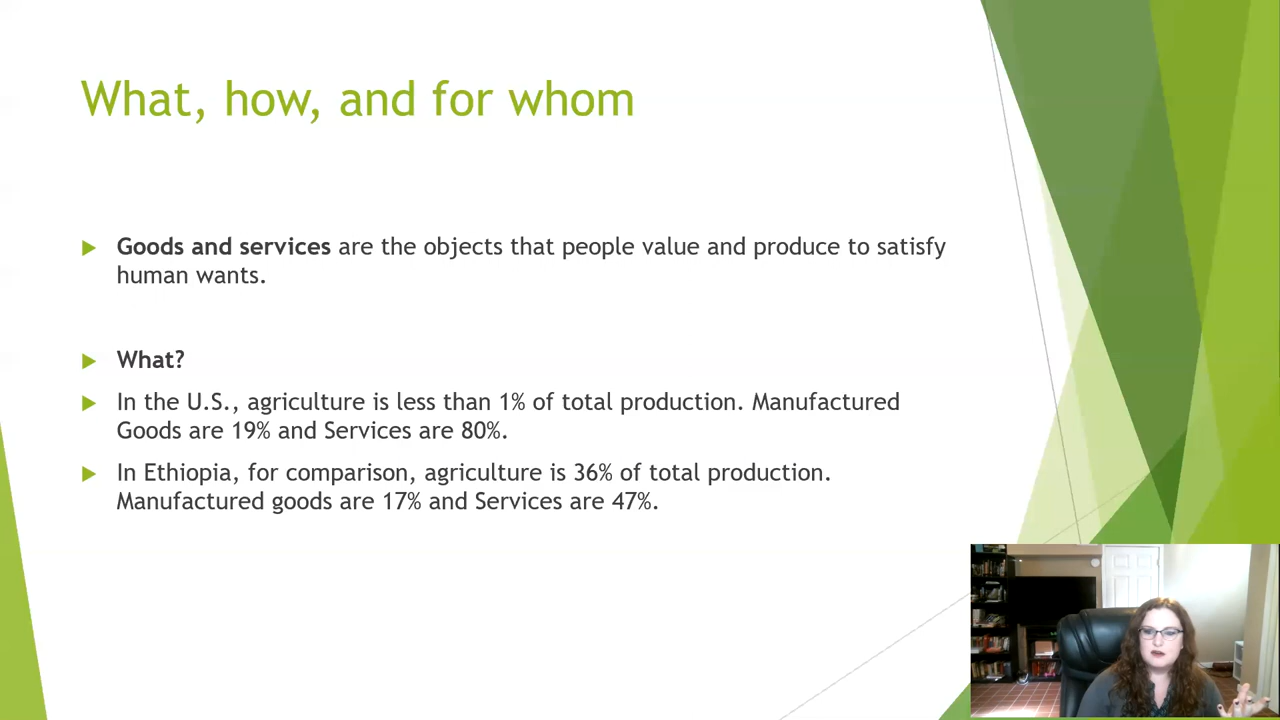 What, how, and for whom
Goods and services are the objects that people value and produce to satisfy
human wants.
What?
In the U.S., agriculture is less than 1% of total production. Manufactured
Goods are 19% and Services are 80%.
In Ethiopia, for comparison, agriculture is 36% of total production.
Manufactured goods are 17% and Services are 47%.